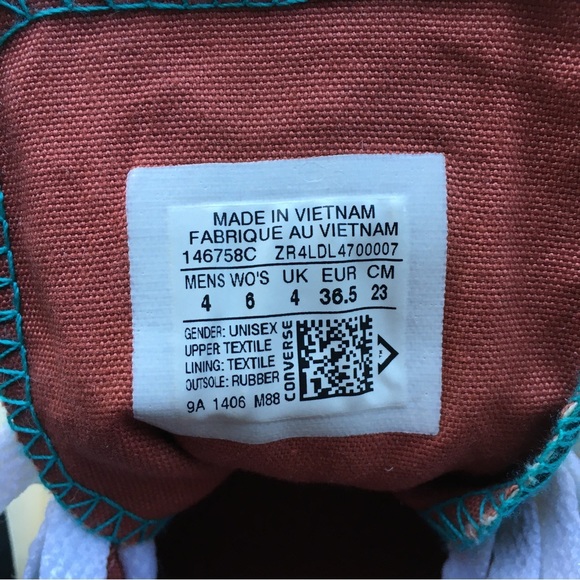 MADE IN VIETNAM
FABRIQUE AU VIETNAM
146758C ZR4LDL4700007
MENS WO'S UK EUR CM
4 6 4 36.5 23
GENDER: UNISEX
UPPER: TEXTILE
LINING: TEXTILE
OUTSOLE: RUBBER
9A 1406 M88
CONVERSE